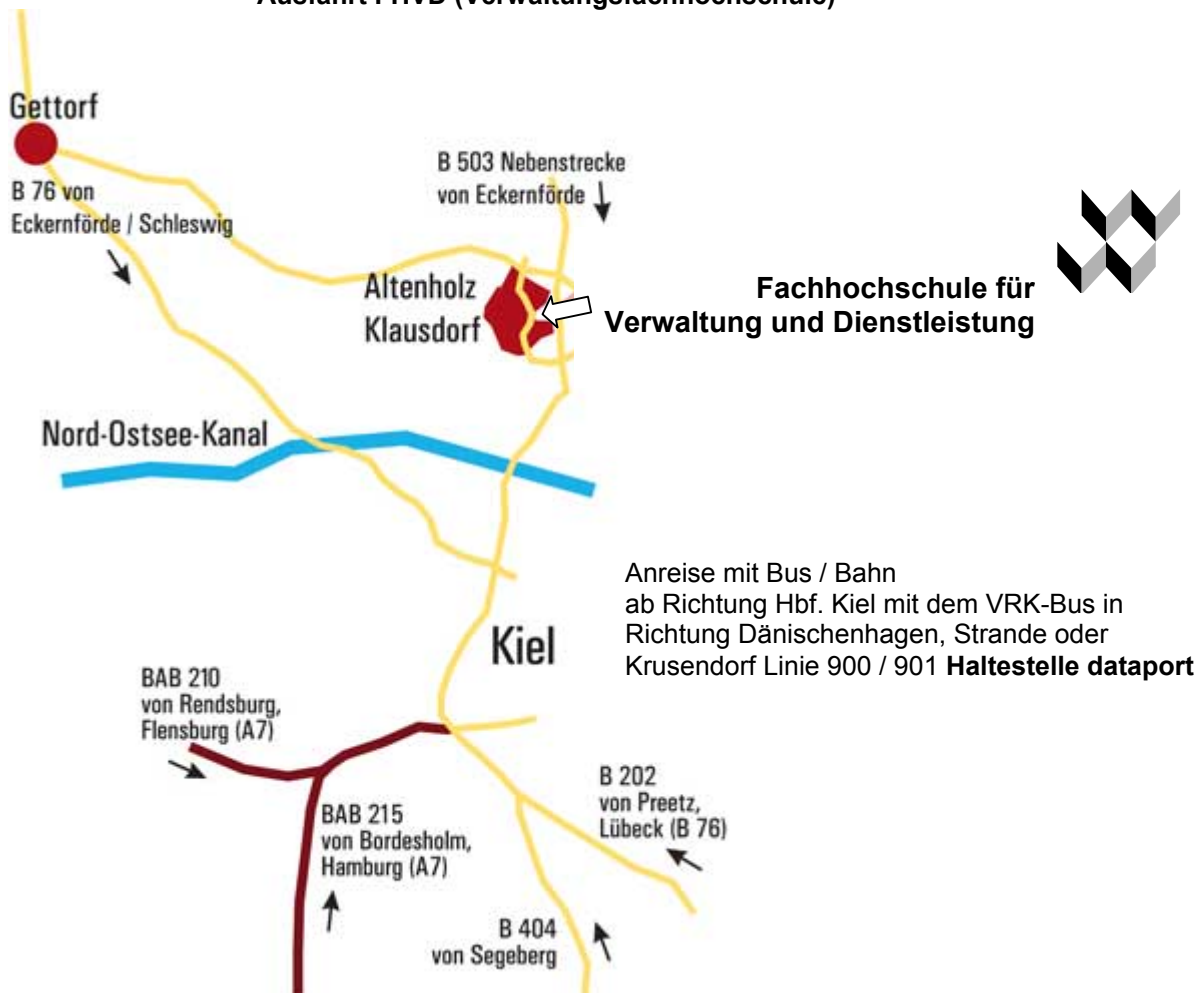 Ausfahrt FHVD (Verwaltungsfachhochschule)
Gettorf
B 76 von
Eckernförde / Schleswig
B 503 Nebenstrecke
von Eckernförde
Altenholz
Klausdorf
Fachhochschule für
Verwaltung und Dienstleistung
Nord-Ostsee-Kanal
Anreise mit Bus / Bahn
ab Richtung Hbf. Kiel mit dem VRK-Bus in
Richtung Dänischenhagen, Strande oder
Krusendorf Linie 900 / 901 Haltestelle dataport
Kiel
BAB 210
von Rendsburg,
Flensburg (A7)
BAB 215
von Bordesholm,
Hamburg (A7)
B 202
von Preetz,
Lübeck (B 76)
B 404
von Segeberg